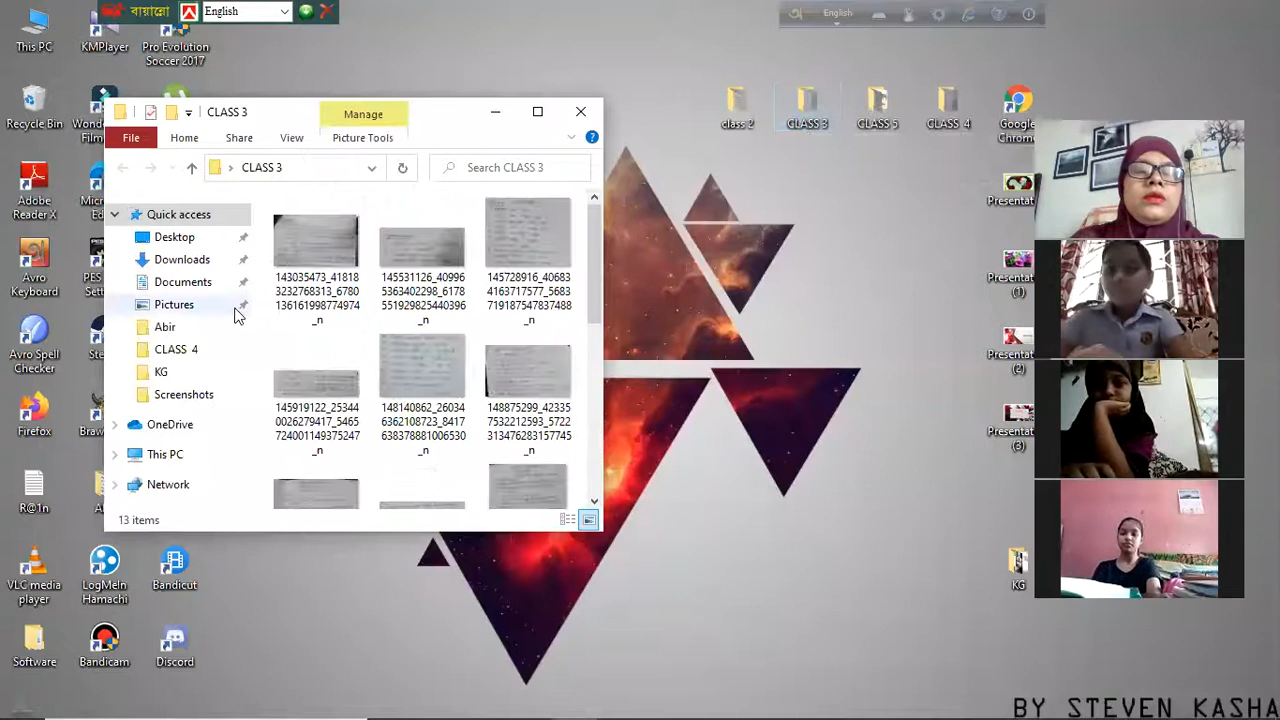 বায়ান্নো
English
English
This PC
KMPlayer
Pro Evolution
Soccer 2017
class 2
CLASS 3
CLASS 5
CLASS 4
Google
Chrome
Recycle Bin
Adobe
Reader X
Avro
Keyboard
Avro Spell
Checker
Firefox
R@1n
VLC media
player
LogMeIn
Hamachi
Bandicut
Software
Bandicam
Discord
CLASS 3
Manage
File
Home
Share
View
Picture Tools
CLASS 3
Search CLASS 3
Quick access
Desktop
Downloads
Documents
Pictures
Abir
CLASS 4
KG
Screenshots
OneDrive
This PC
Network
143035473_41818
3232768313_6780
136161998774974
_n
145531126_40996
5363402298_6178
551929825440396
_n
145728916_40683
4163717577_5683
719187547837488
_n
145919122_25344
0026279417_5465
724001149375247
_n
148140862_26034
6362108723_8417
638378881006530
_n
148875299_42335
7532212593_5722
313476283157745
_n
13 items
Presentat
Presentat
(1)
Presentat
(2)
Presentat
(3)
KG
BY STEVEN KASHA